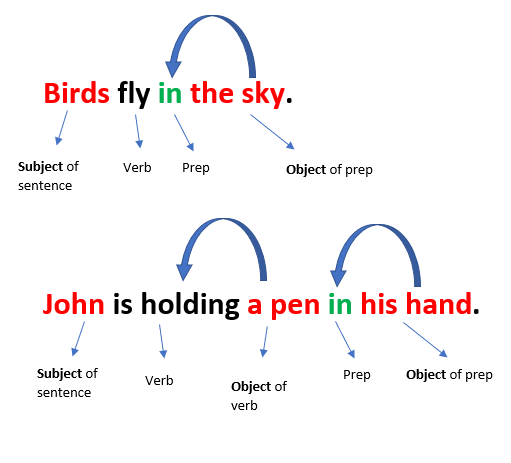 Birds fly in the sky.
Subject of
sentence
Verb
Prep
Object of prep
John is holding a pen in his hand.
Subject of
sentence
Verb
Object of
verb
Prep
Object of prep